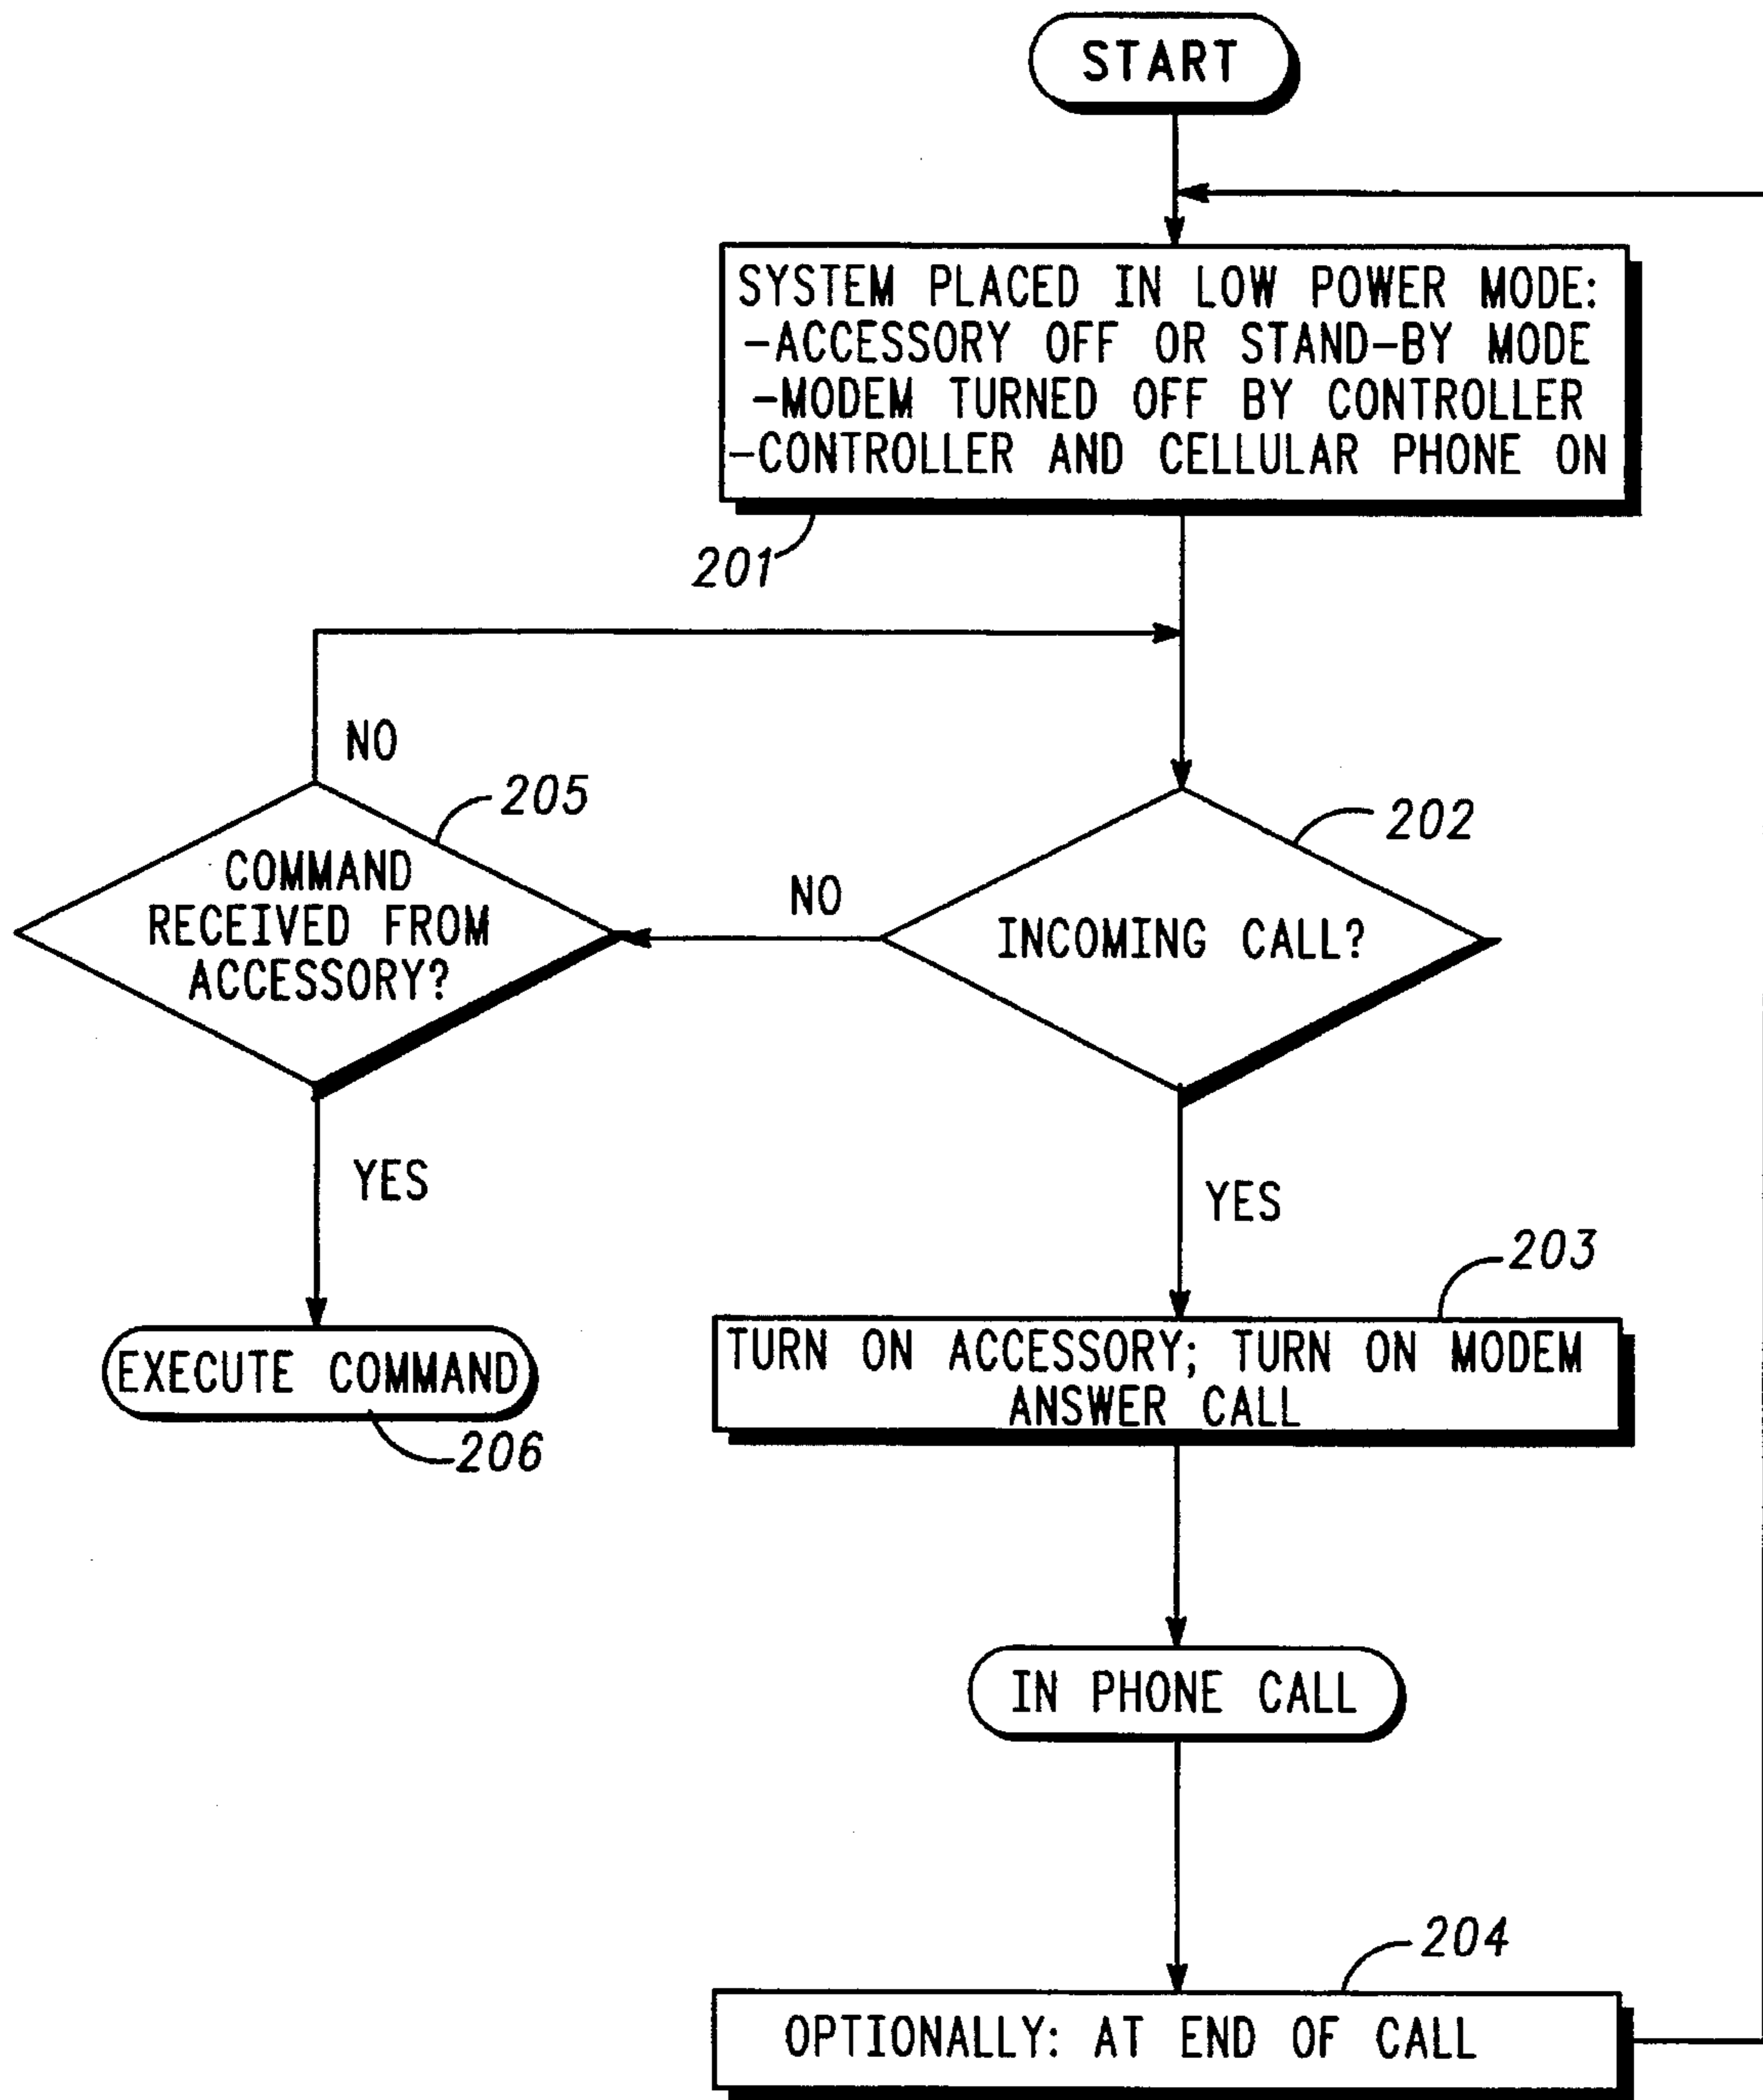 START
SYSTEM PLACED IN LOW POWER MODE:
-ACCESSORY OFF OR STAND-BY MODE
-MODEM TURNED OFF BY CONTROLLER
-CONTROLLER AND CELLULAR PHONE ON
201
NO
205
202
COMMAND
RECEIVED FROM
ACCESSORY?
NO
INCOMING CALL?
YES
YES
203
EXECUTE COMMAND
206
TURN ON ACCESSORY; TURN ON MODEM
ANSWER CALL
IN PHONE CALL
204
OPTIONALLY: AT END OF CALL